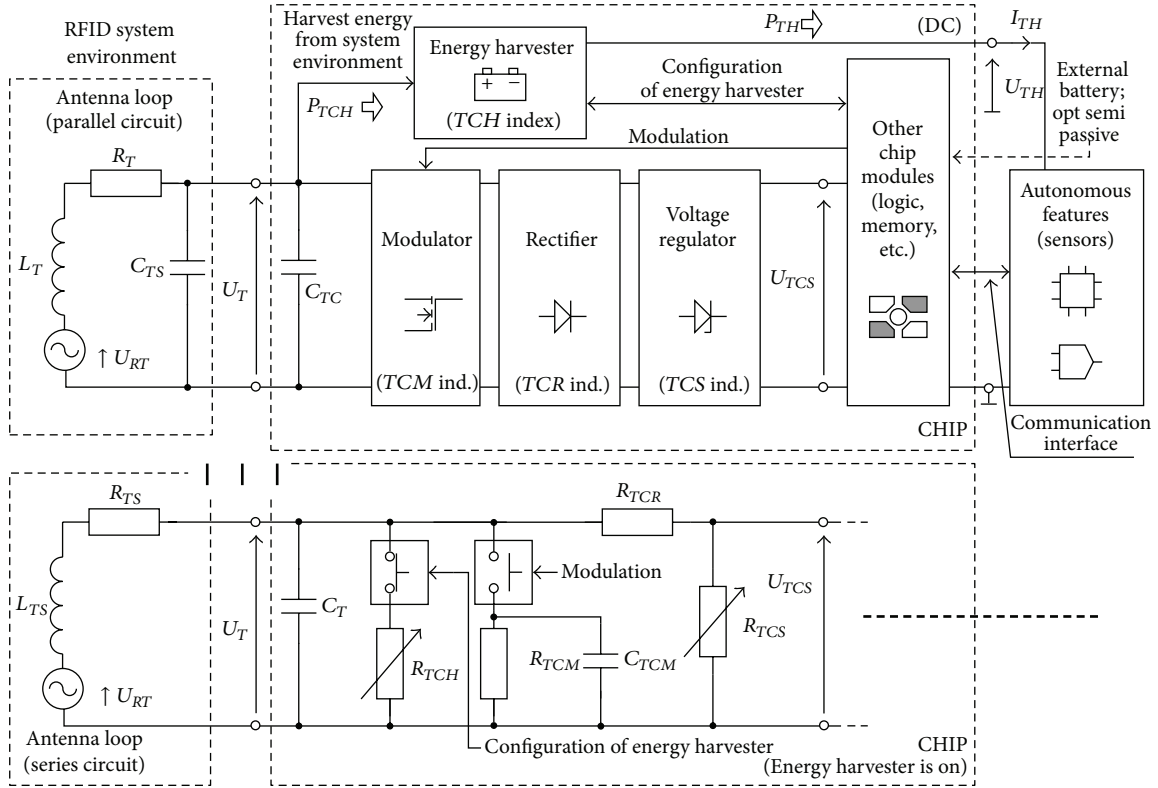 RFID system
environment
Antenna loop
(parallel circuit)
R_T
L_T
C_TS
↑ U_RT
U_T
Harvest energy
from system
environment
P_TCH
Energy harvester
+ −
(TCH index)
P_TH
(DC)
I_TH
U_TH
Configuration
of energy harvester
Modulation
External
battery;
opt semi
passive
C_TC
Modulator
(TCM ind.)
Rectifier
(TCR ind.)
Voltage
regulator
(TCS ind.)
U_TCS
Other
chip
modules
(logic,
memory,
etc.)
Autonomous
features
(sensors)
CHIP
Communication
interface
R_TS
L_TS
↑ U_RT
U_T
Antenna loop
(series circuit)
C_T
R_TCH
Modulation
R_TCM
C_TCM
R_TCR
R_TCS
U_TCS
Configuration of energy harvester
CHIP
(Energy harvester is on)